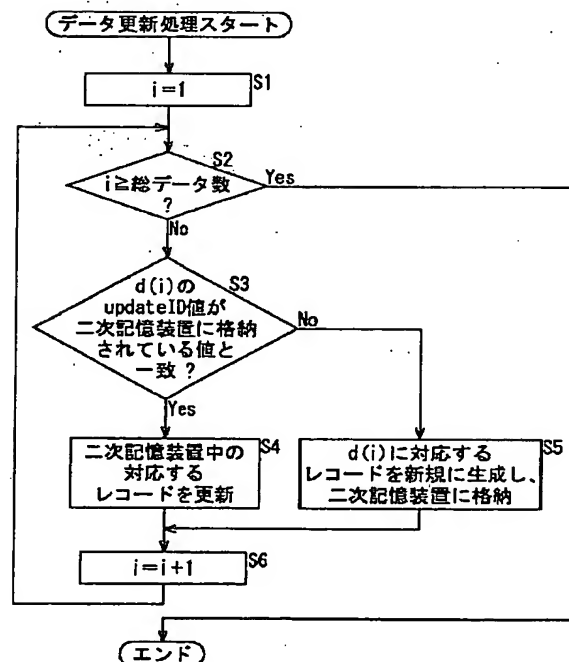 データ更新処理スタート
i=1
S1
S2
i≧総データ数
?
Yes
No
S3
d(i)の
updateID値が
二次記憶装置に格納
されている値と
一致 ?
No
Yes
S4
二次記憶装置中の
対応する
レコードを更新
S5
d(i)に対応する
レコードを新規に生成し、
二次記憶装置に格納
i=i+1
S6
エンド